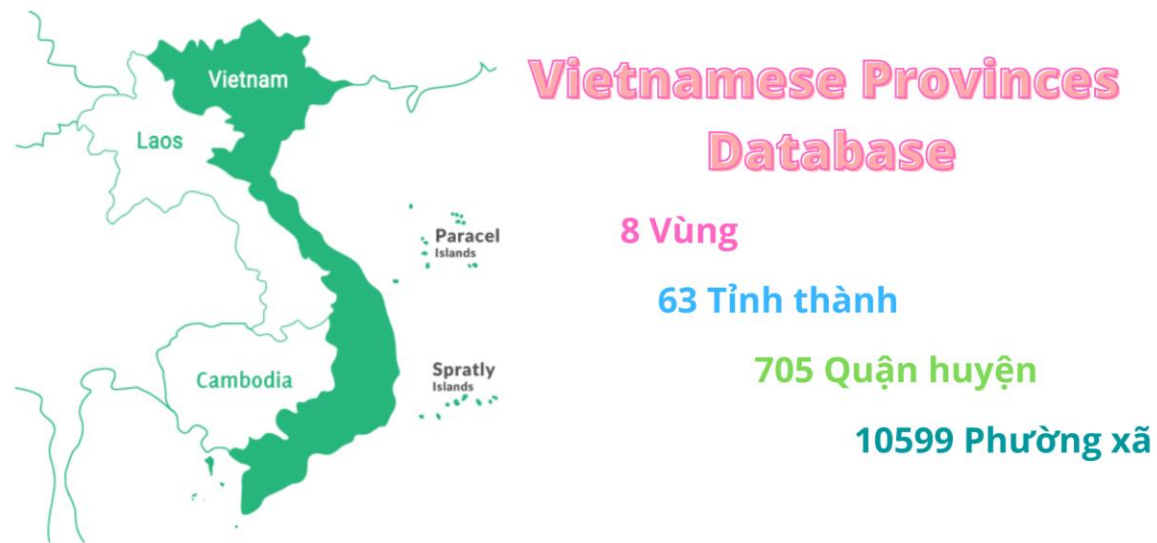 Vietnamese Provinces
Database
8 Vùng
63 Tỉnh thành
705 Quận huyện
10599 Phường xã
Vietnam
Laos
Paracel
Islands
Cambodia
Spratly
Islands